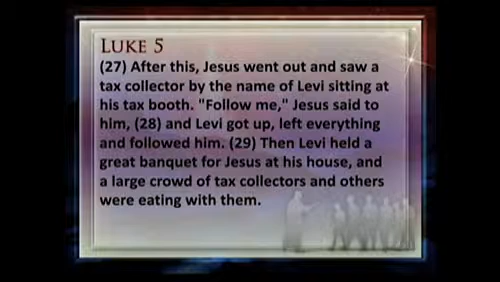 LUKE 5
(27) After this, Jesus went out and saw a
tax collector by the name of Levi sitting at
his tax booth. "Follow me," Jesus said to
him, (28) and Levi got up, left everything
and followed him. (29) Then Levi held a
great banquet for Jesus at his house, and
a large crowd of tax collectors and others
were eating with them.